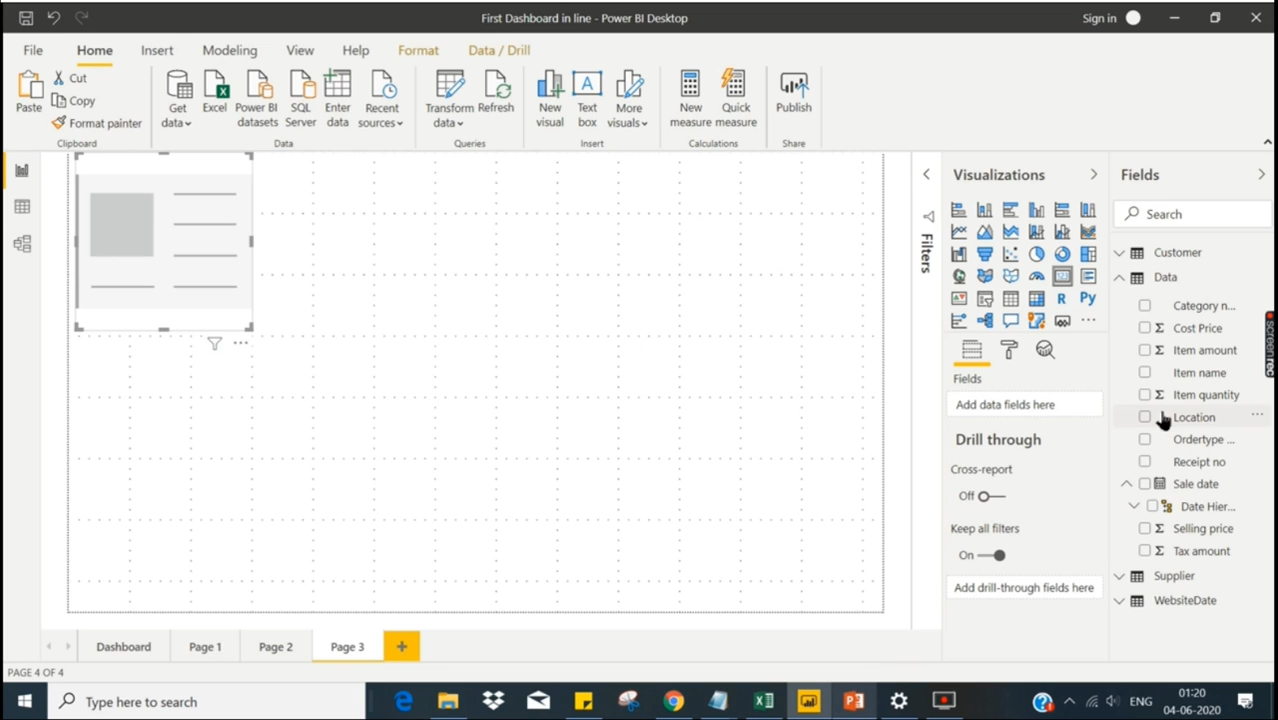 First Dashboard in line - Power BI Desktop
Sign in
File Home Insert Modeling View Help Format Data / Drill
Paste
Cut
Copy
Format painter
Clipboard
Get data
Excel
Power BI datasets
SQL Server
Enter data
Recent sources
Data
Transform data
Refresh
Queries
New visual
Text box
More visuals
Insert
New measure
Quick measure
Calculations
Publish
Share
Filters
Visualizations
R
Py
Fields
Add data fields here
Drill through
Cross-report
Off
Keep all filters
On
Add drill-through fields here
Fields
Search
Customer
Data
Category n...
Cost Price
Item amount
Item name
Item quantity
Location
Ordertype ...
Receipt no
Sale date
Date Hier...
Selling price
Tax amount
Supplier
WebsiteDate
screenrec
Dashboard Page 1 Page 2 Page 3
PAGE 4 OF 4
Type here to search
ENG
01:20
04-06-2020